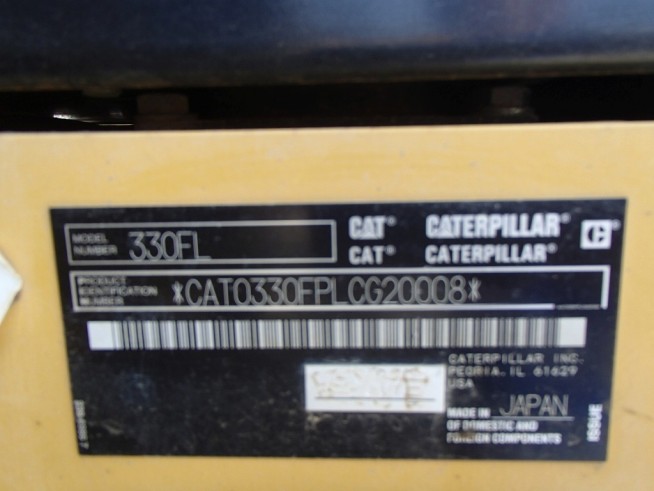 MODEL NUMBER 330FL
CAT® CATERPILLAR®
CAT® CATERPILLAR®
PRODUCT IDENTIFICATION NUMBER *CAT0330FPLCG20008*
CATERPILLAR INC.
PEORIA, IL 61629
USA
MADE IN JAPAN
OF DOMESTIC AND
FOREIGN COMPONENTS
ISSUE